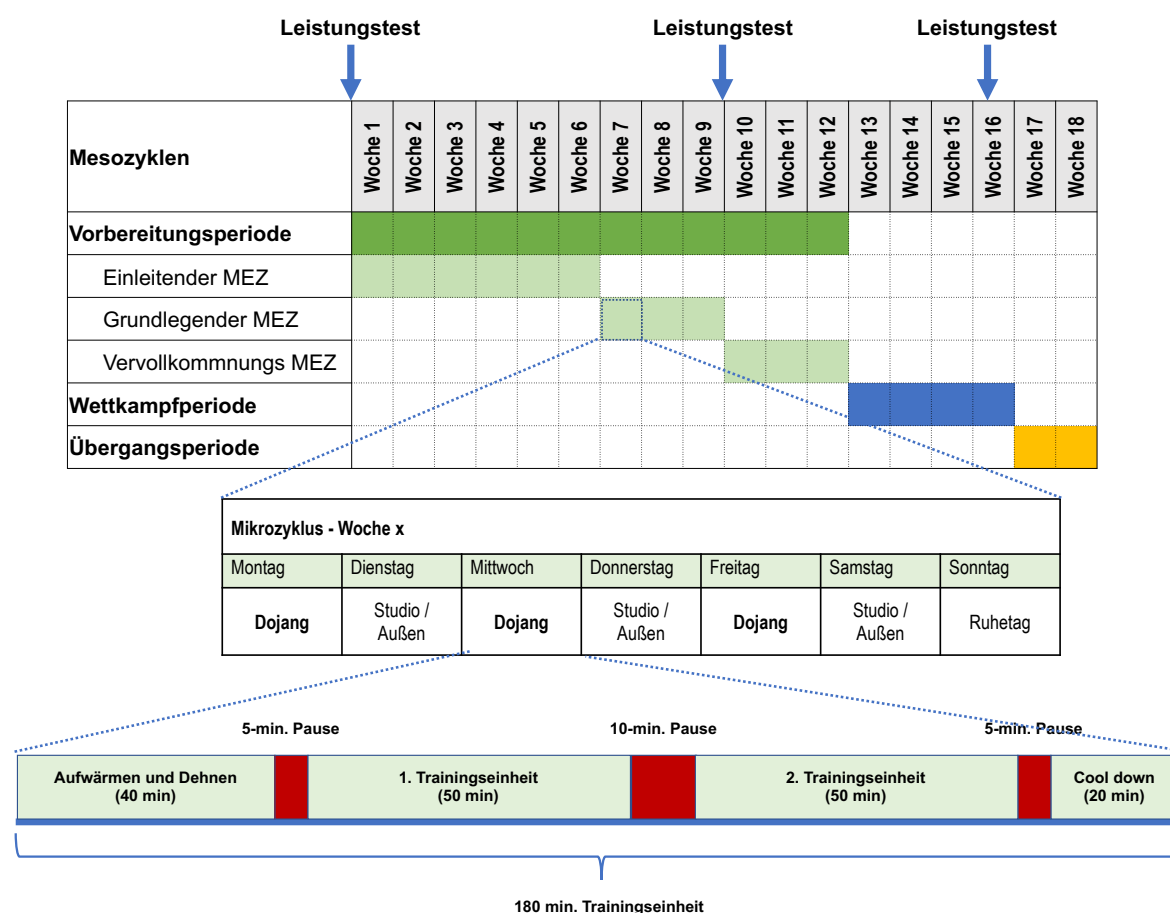 Leistungstest Leistungstest Leistungstest
Mesozyklen
Woche 1
Woche 2
Woche 3
Woche 4
Woche 5
Woche 6
Woche 7
Woche 8
Woche 9
Woche 10
Woche 11
Woche 12
Woche 13
Woche 14
Woche 15
Woche 16
Woche 17
Woche 18
Vorbereitungsperiode
Einleitender MEZ
Grundlegender MEZ
Vervollkommnungs MEZ
Wettkampfperiode
Übergangsperiode
Mikrozyklus - Woche x
Montag Dienstag Mittwoch Donnerstag Freitag Samstag Sonntag
Dojang
Studio /
Außen
Dojang
Studio /
Außen
Dojang
Studio /
Außen
Ruhetag
5-min. Pause 10-min. Pause 5-min. Pause
Aufwärmen und Dehnen
(40 min)
1. Trainingseinheit
(50 min)
2. Trainingseinheit
(50 min)
Cool down
(20 min)
180 min. Trainingseinheit